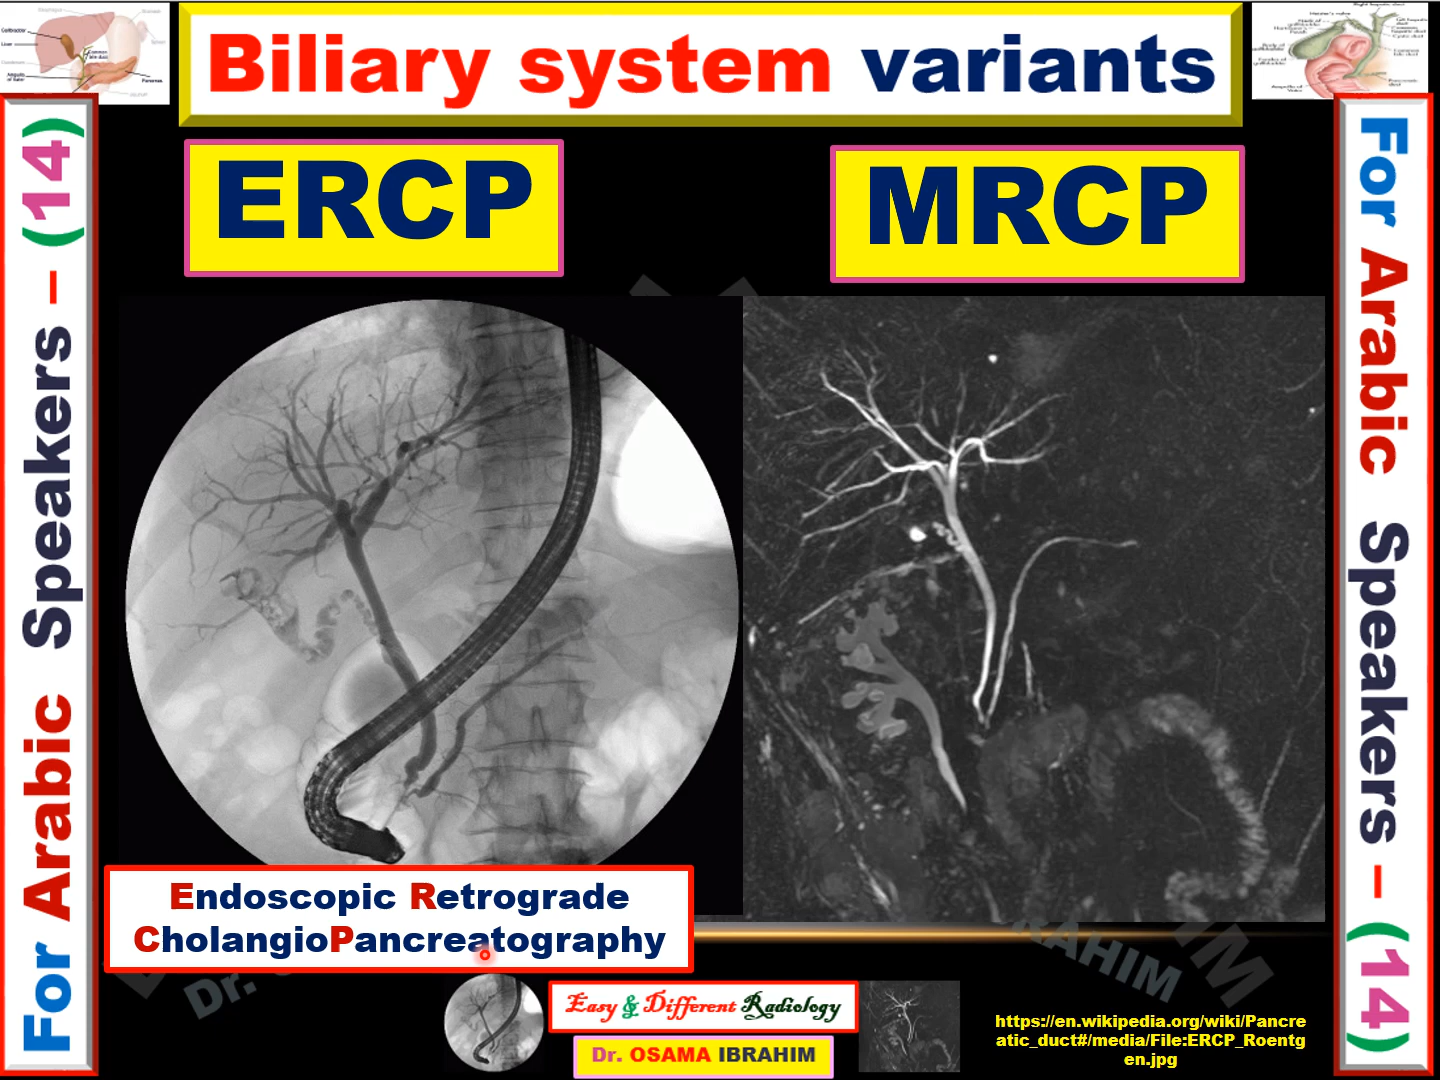 Biliary system variants
ERCP
MRCP
For Arabic Speakers – (14)
For Arabic Speakers – (14)
Endoscopic Retrograde
CholangioPancreatography
Easy & Different Radiology
Dr. OSAMA IBRAHIM
https://en.wikipedia.org/wiki/Pancre
atic_duct#/media/File:ERCP_Roentg
en.jpg